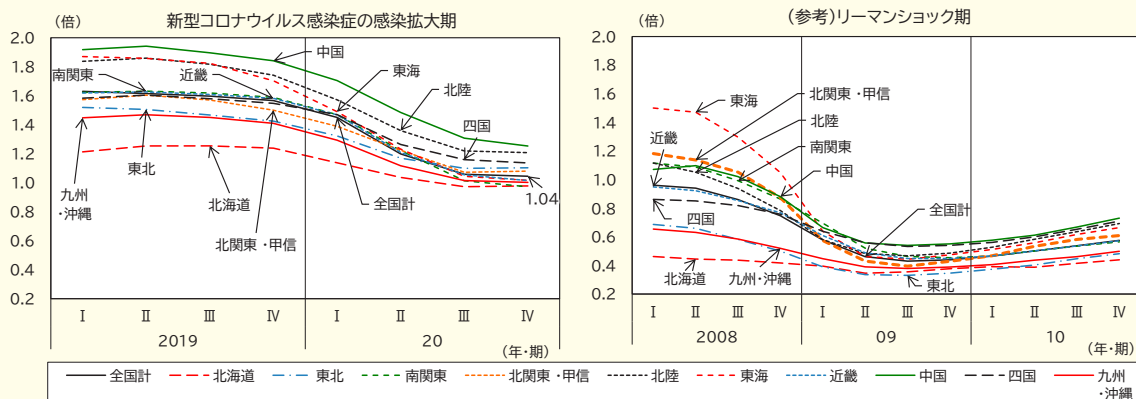 新型コロナウイルス感染症の感染拡大期
（倍）
2.0
1.8
1.6
1.4
1.2
1.0
0.8
0.6
0.4
0.2
中国
南関東
近畿
東海
北陸
四国
東北
九州
・沖縄
北海道
北関東・甲信
全国計
1.04
Ⅰ Ⅱ Ⅲ Ⅳ Ⅰ Ⅱ Ⅲ Ⅳ
2019 20
（年・期）
（参考）リーマンショック期
（倍）
2.0
1.8
1.6
1.4
1.2
1.0
0.8
0.6
0.4
0.2
東海
北関東・甲信
近畿
北陸
南関東
中国
四国
全国計
北海道
九州・沖縄
東北
Ⅰ Ⅱ Ⅲ Ⅳ Ⅰ Ⅱ Ⅲ Ⅳ Ⅰ Ⅱ Ⅲ Ⅳ
2008 09 10
（年・期）
全国計 北海道 東北 南関東 北関東・甲信 北陸 東海 近畿 中国 四国 九州
・沖縄